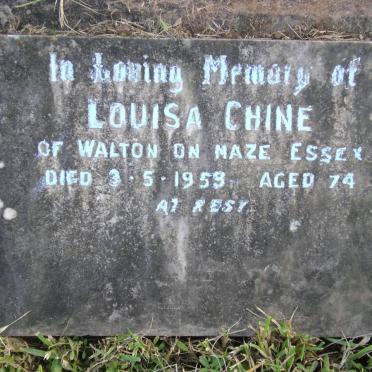 In Loving Memory of
LOUISA CHINE
OF WALTON ON NAZE ESSEX
DIED 3-5-1959 AGED 74
AT REST